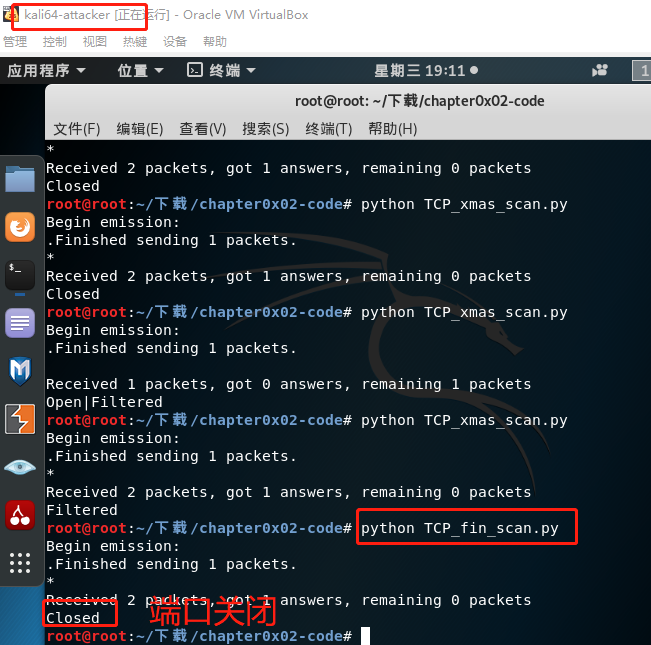 kali64-attacker [正在运行] - Oracle VM VirtualBox
管理 控制 视图 热键 设备 帮助
应用程序 位置 终端 星期三 19:11 1
root@root: ~/下载/chapter0x02-code
文件(F) 编辑(E) 查看(V) 搜索(S) 终端(T) 帮助(H)
*
Received 2 packets, got 1 answers, remaining 0 packets
Closed
root@root:~/下载/chapter0x02-code# python TCP_xmas_scan.py
Begin emission:
.Finished sending 1 packets.
*
Received 2 packets, got 1 answers, remaining 0 packets
Closed
root@root:~/下载/chapter0x02-code# python TCP_xmas_scan.py
Begin emission:
.Finished sending 1 packets.
Received 1 packets, got 0 answers, remaining 1 packets
Open|Filtered
root@root:~/下载/chapter0x02-code# python TCP_xmas_scan.py
Begin emission:
.Finished sending 1 packets.
*
Received 2 packets, got 1 answers, remaining 0 packets
Filtered
root@root:~/下载/chapter0x02-code# python TCP_fin_scan.py
Begin emission:
.Finished sending 1 packets.
*
Received 2 packets, got 1 answers, remaining 0 packets
Closed 端口关闭
root@root:~/下载/chapter0x02-code#